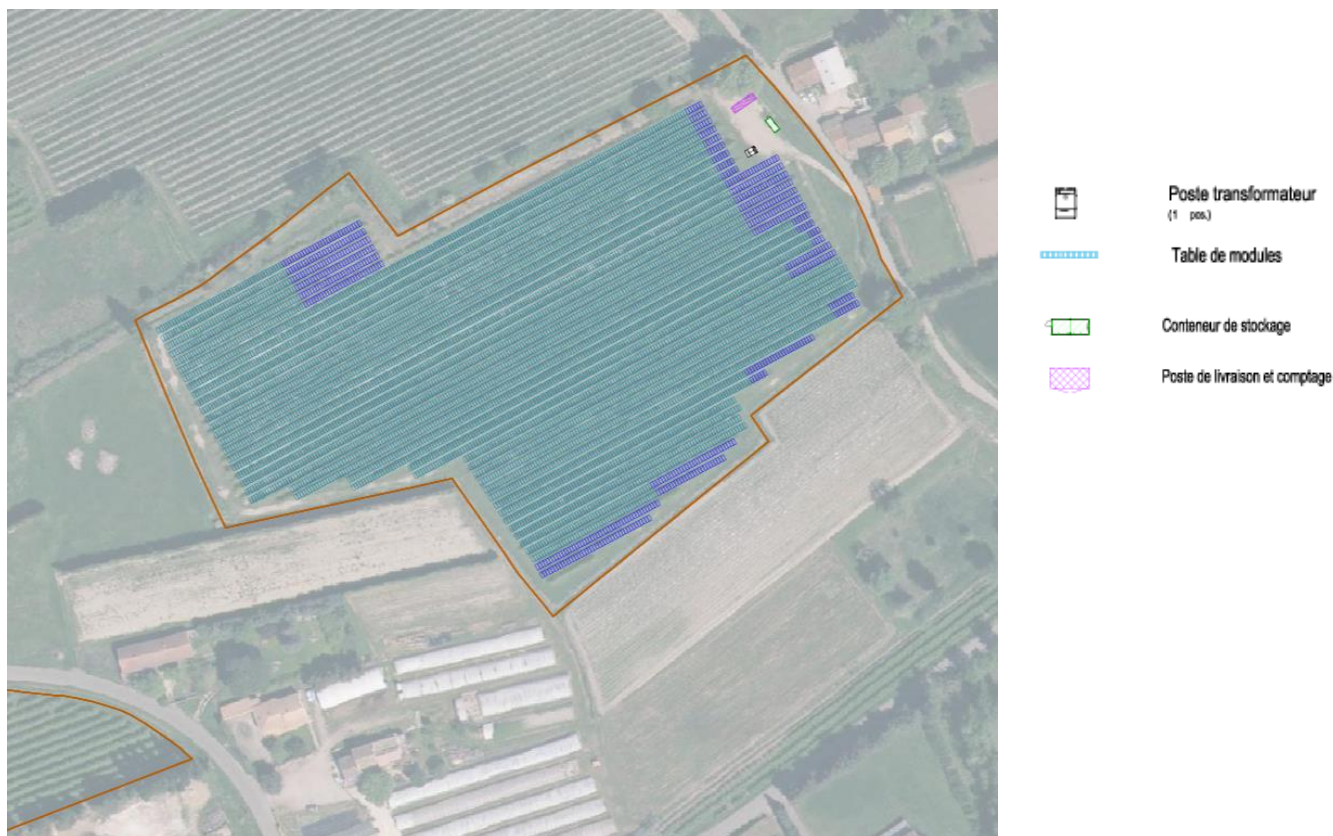 Poste transformateur
(1 pos.)
Table de modules
Conteneur de stockage
Poste de livraison et comptage